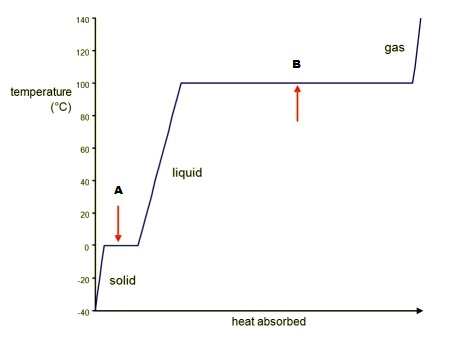 140
120
100
80
60
40
20
0
-20
-40
temperature
(°C)
A
B
solid
liquid
gas
heat absorbed